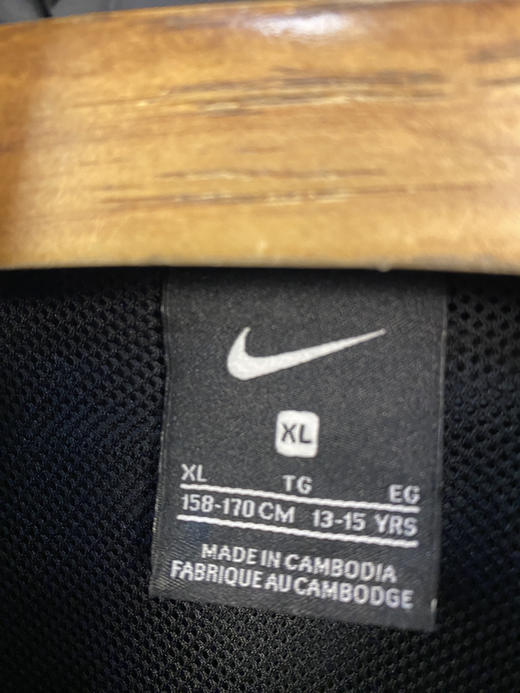 XL
XL TG EG
158-170 CM 13-15 YRS
MADE IN CAMBODIA
FABRIQUE AU CAMBODGE